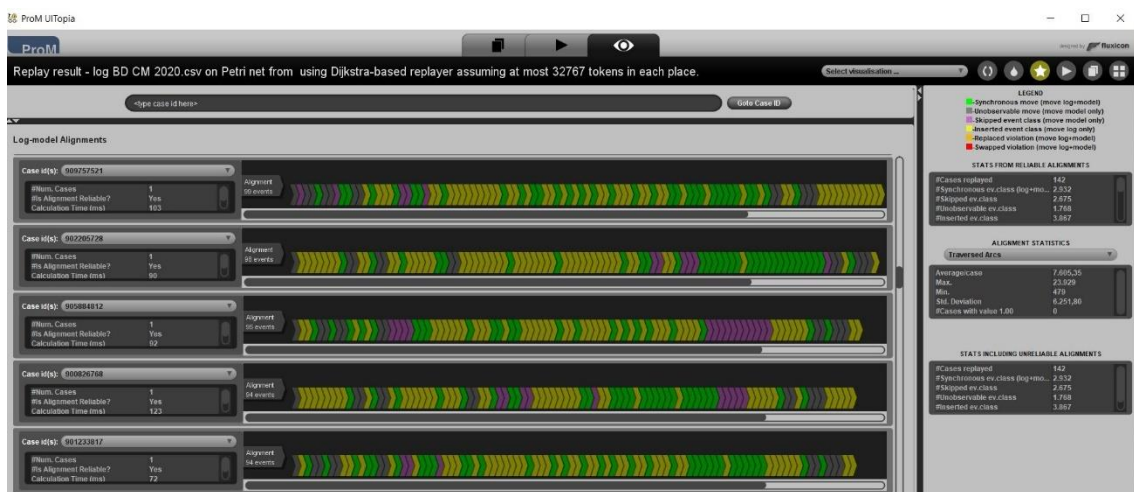 ProM UITopia
ProM
designed by fluxicon
Replay result - log BD CM 2020.csv on Petri net from using Dijkstra-based replayer assuming at most 32767 tokens in each place.
Select visualisation ...
<type case id here>
Goto Case ID
Log-model Alignments
Case id(s): 909757521
#Num. Cases 1
#Is Alignment Reliable? Yes
Calculation Time (ms) 103
Alignment
99 events
Case id(s): 902205728
#Num. Cases 1
#Is Alignment Reliable? Yes
Calculation Time (ms) 90
Alignment
98 events
Case id(s): 905884812
#Num. Cases 1
#Is Alignment Reliable? Yes
Calculation Time (ms) 92
Alignment
events
Case id(s): 900826768
#Num. Cases 1
#Is Alignment Reliable? Yes
Calculation Time (ms) 123
Alignment
94 events
Case id(s): 901233817
#Num. Cases 1
#Is Alignment Reliable? Yes
Calculation Time (ms) 72
Alignment
94 events
LEGEND
-Synchronous move (move log+model)
-Unobservable move (move model only)
-Skipped event class (move model only)
-Inserted event class (move log only)
-Replaced violation (move log+model)
-Swapped violation (move log+model)
STATS FROM RELIABLE ALIGNMENTS
#Cases replayed 142
#Synchronous ev.class (log+mo... 2.932
#Skipped ev.class 2.675
#Unobservable ev.class 1.768
#Inserted ev.class 3.867
ALIGNMENT STATISTICS
Traversed Arcs
Average/case 7.605,35
Max. 23.929
Min. 479
Std. Deviation 6.251,80
#Cases with value 1.00 0
STATS INCLUDING UNRELIABLE ALIGNMENTS
#Cases replayed 142
#Synchronous ev.class (log+mo... 2.932
#Skipped ev.class 2.675
#Unobservable ev.class 1.768
#Inserted ev.class 3.867